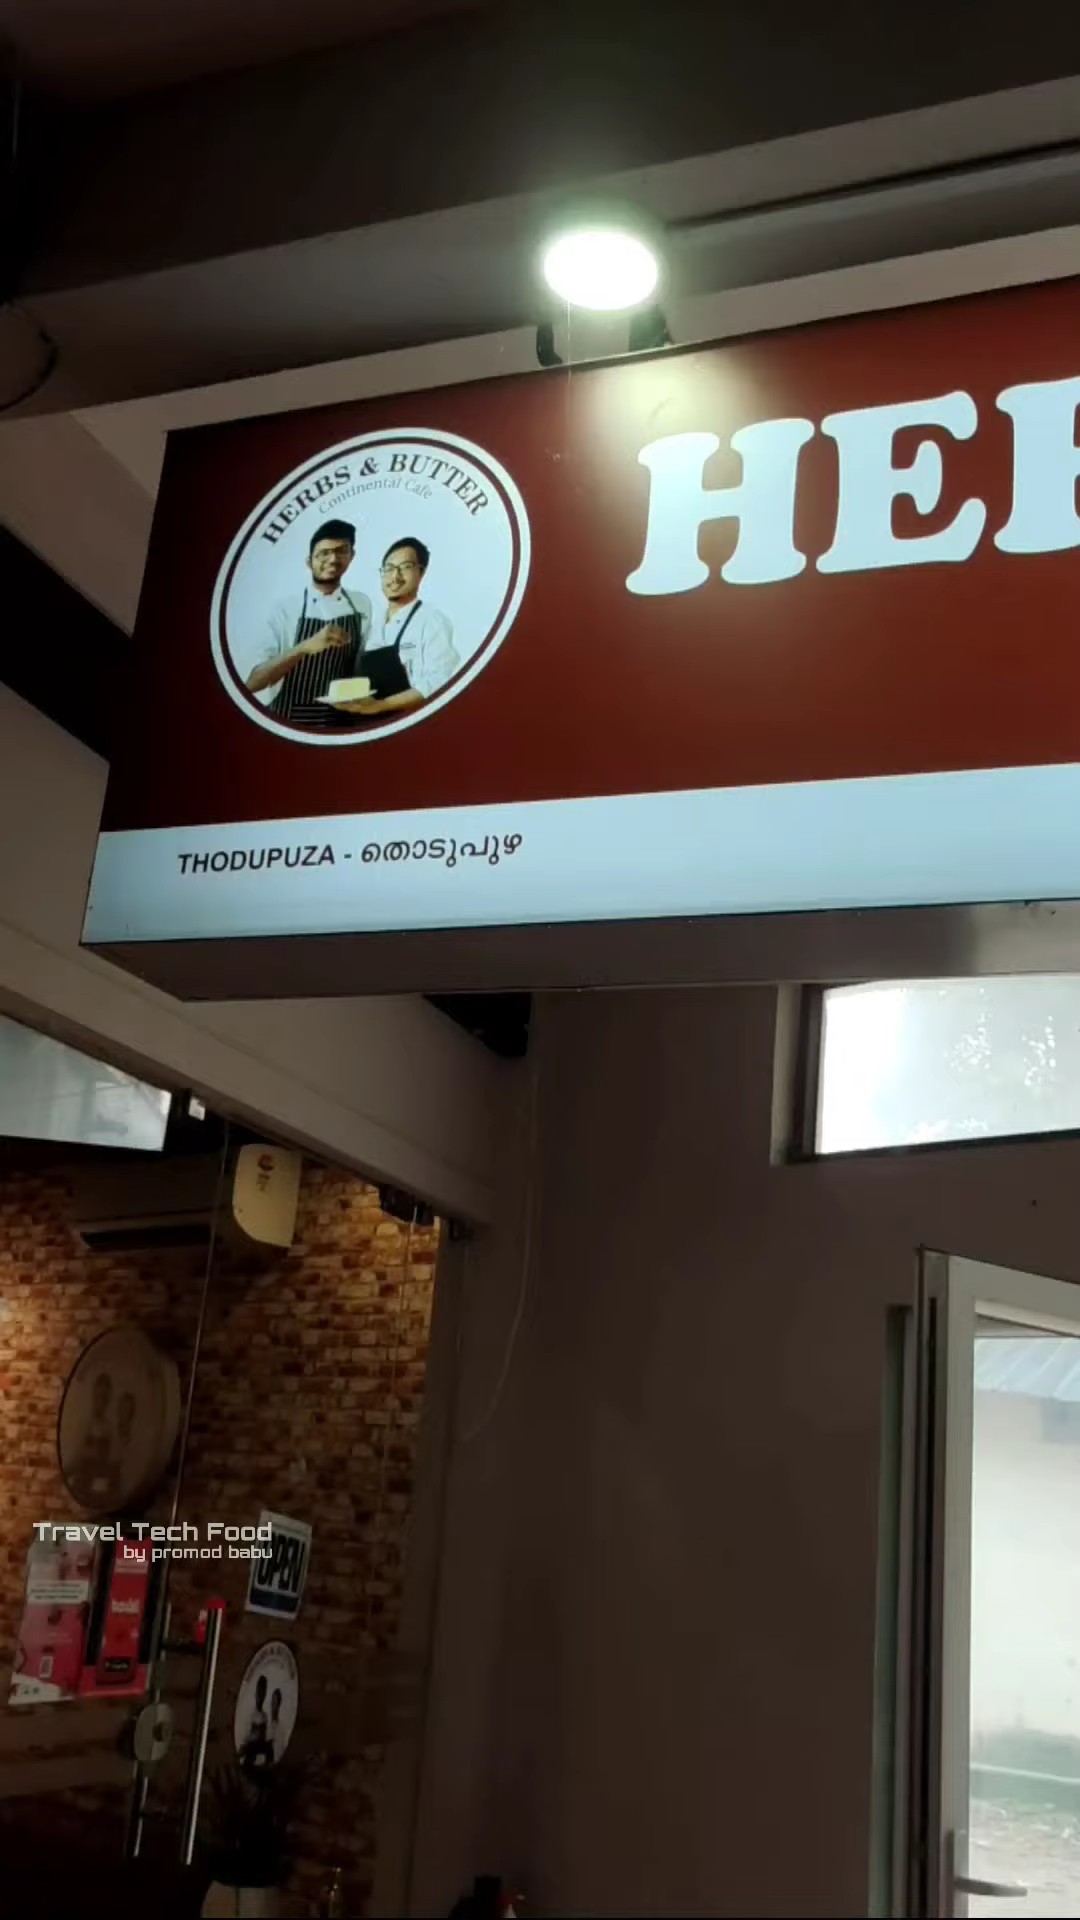 HERBS & BUTTER
Continental Cafe
HE
THODUPUZA - തൊടുപുഴ
Travel Tech Food
by promod babu
OPEN